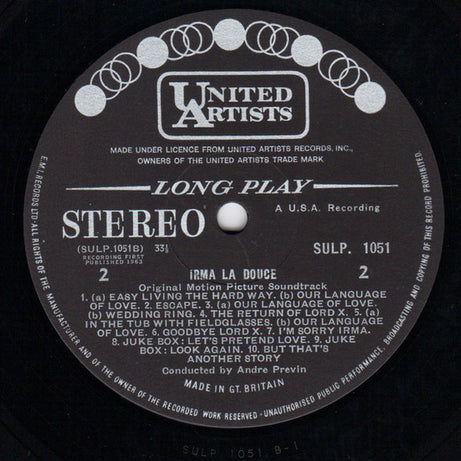 UNITED
ARTISTS
MADE UNDER LICENCE FROM UNITED ARTISTS RECORDS, INC.,
OWNERS OF THE UNITED ARTISTS TRADE MARK
LONG PLAY
STEREO
A U.S.A. Recording
(SULP.1051B) 33⅓
SULP. 1051
RECORDING FIRST
PUBLISHED 1963
2
IRMA LA DOUCE
2
Original Motion Picture Soundtrack
1. (a) EASY LIVING THE HARD WAY. (b) OUR LANGUAGE
OF LOVE. 2. ESCAPE. 3. (a) OUR LANGUAGE OF LOVE.
(b) WEDDING RING. 4. THE RETURN OF LORD X. 5. (a)
IN THE TUB WITH FIELDGLASSES. (b) OUR LANGUAGE
OF LOVE. 6. GOODBYE LORD X. 7. I'M SORRY IRMA.
8. JUKE BOX: LET'S PRETEND LOVE. 9. JUKE
BOX: LOOK AGAIN. 10. BUT THAT'S
ANOTHER STORY
Conducted by Andre Previn
MADE IN GT. BRITAIN
E.M.I. RECORDS LTD·ALL RIGHTS OF THE MANUFACTURER AND OF THE OWNER OF THE RECORDED WORK RESERVED·UNAUTHORISED PUBLIC PERFORMANCE, BROADCASTING AND COPYING OF THIS RECORD PROHIBITED.
SULP 1051 B-1